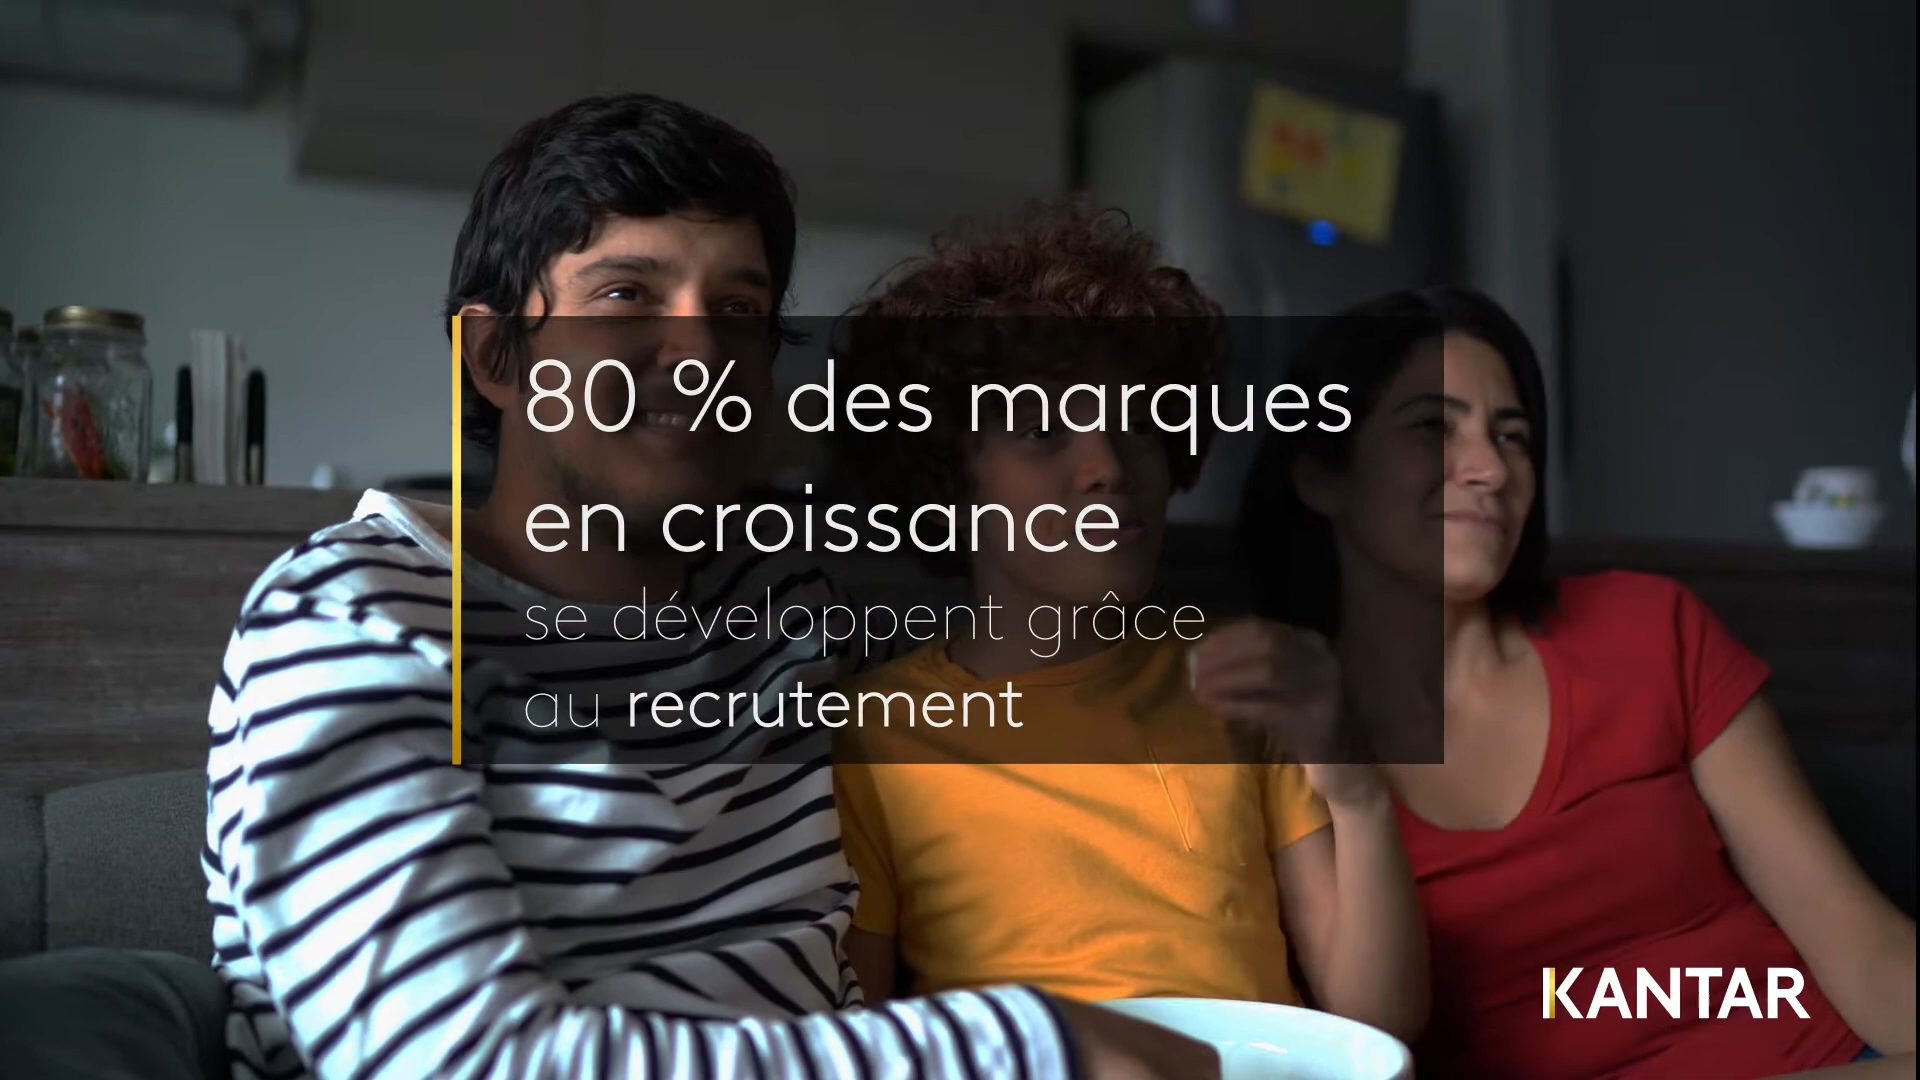 80 % des marques
en croissance
se développent grâce
au recrutement
KANTAR